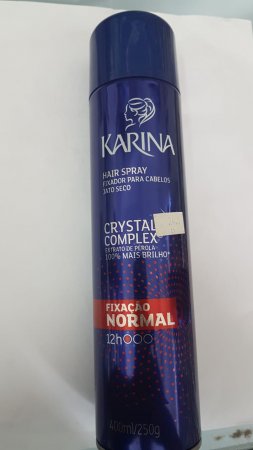 KARINA
HAIR SPRAY
FIXADOR PARA CABELOS
JATO SECO
CRYSTAL
COMPLEX
EXTRATO DE PÉROLA
100% MAIS BRILHO*
FIXAÇÃO
NORMAL
12h
400ml/250g